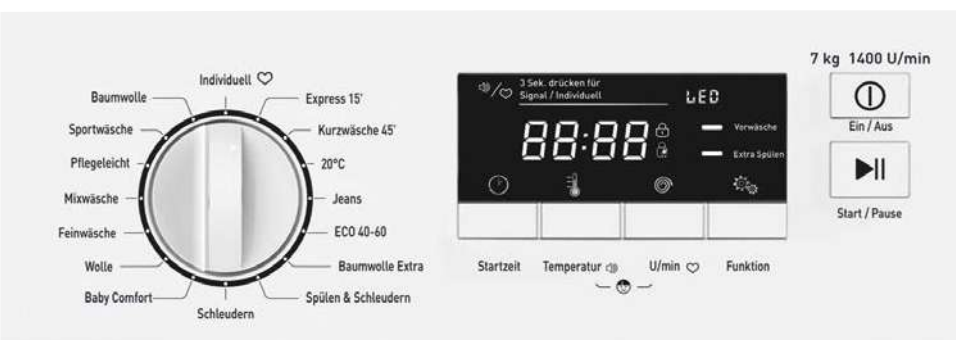 7 kg 1400 U/min
Individuell
Baumwolle
Express 15'
Sportwäsche
Kurzwäsche 45'
Pflegeleicht
20°C
Mixwäsche
Jeans
Feinwäsche
ECO 40-60
Wolle
Baumwolle Extra
Baby Comfort
Spülen & Schleudern
Schleudern
3 Sek. drücken für
Signal / Individuell
LED
88:88
Vorwäsche
Extra Spülen
Startzeit
Temperatur
U/min
Funktion
Ein / Aus
Start / Pause